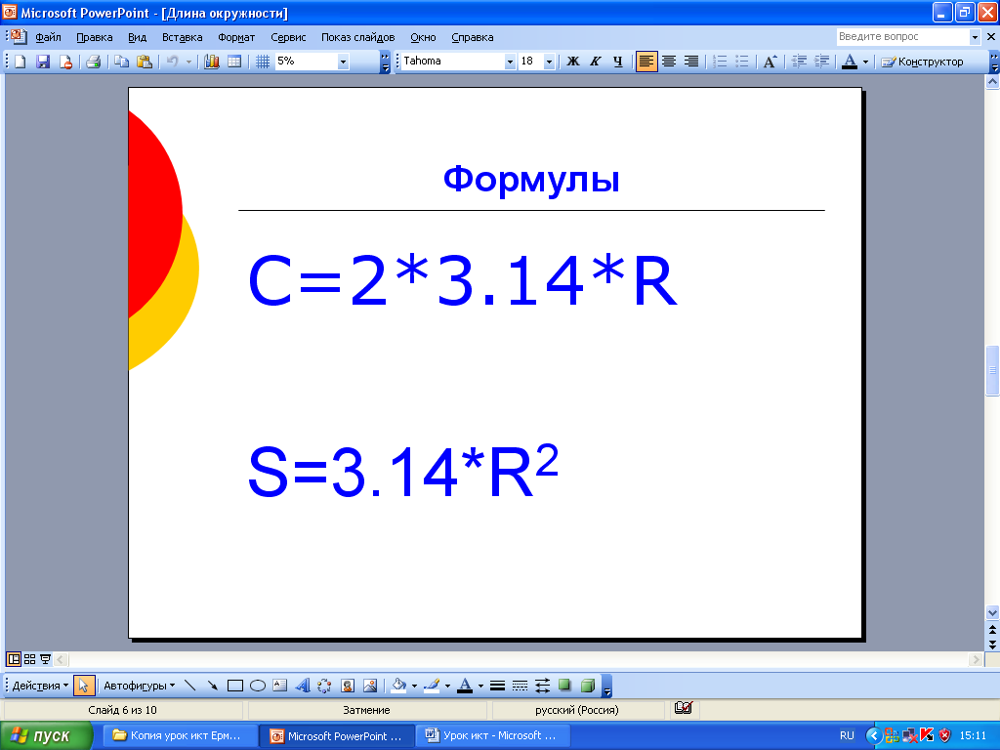 Microsoft PowerPoint - [Длина окружности]
Файл Правка Вид Вставка Формат Сервис Показ слайдов Окно Справка Введите вопрос
5% Tahoma 18 Ж К Ч A A Конструктор
Формулы
C=2*3.14*R
S=3.14*R²
Действия Автофигуры A A
Слайд 6 из 10 Затмение русский (Россия)
пуск Копия урок икт Ерм... Microsoft PowerPoint ... Урок икт - Microsoft ... RU 15:11